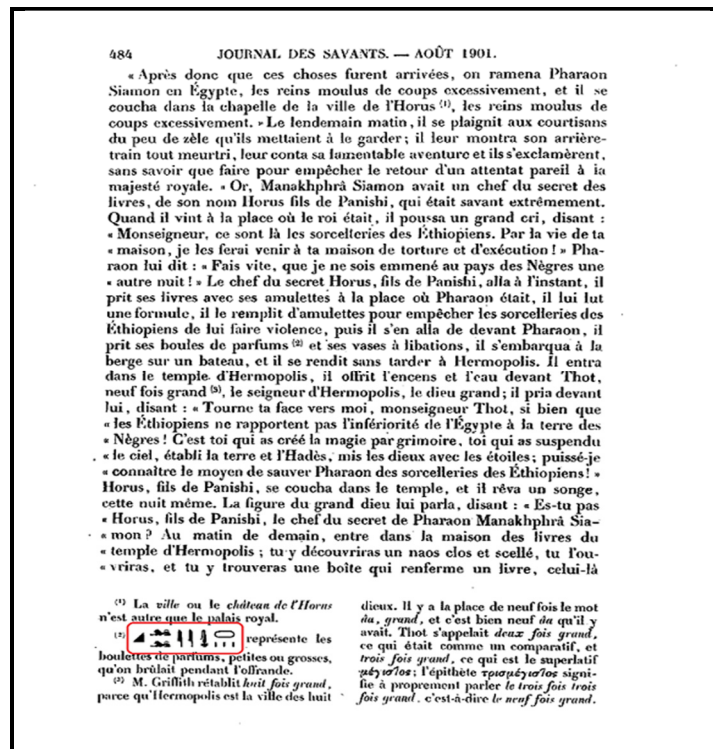 484 JOURNAL DES SAVANTS. — AOÛT 1901.
« Après donc que ces choses furent arrivées, on ramena Pharaon
Siamon en Égypte, les reins moulus de coups excessivement, et il se
coucha dans la chapelle de la ville de l'Horus (1), les reins moulus de
coups excessivement. » Le lendemain matin, il se plaignit aux courtisans
du peu de zèle qu'ils mettaient à le garder; il leur montra son arrière-
train tout meurtri, leur conta sa lamentable aventure et ils s'exclamèrent,
sans savoir que faire pour empêcher le retour d'un attentat pareil à la
majesté royale. « Or, Manakhphrâ Siamon avait un chef du secret des
livres, de son nom Horus fils de Panishi, qui était savant extrêmement.
Quand il vint à la place où le roi était, il poussa un grand cri, disant :
« Monseigneur, ce sont là les sorcelleries des Éthiopiens. Par la vie de ta
« maison, je les ferai venir à ta maison de torture et d'exécution! » Pha-
raon lui dit : « Fais vite, que je ne sois emmené au pays des Nègres une
« autre nuit! » Le chef du secret Horus, fils de Panishi, alla à l'instant, il
prit ses livres avec ses amulettes à la place où Pharaon était, il lui lut
une formule, il le remplit d'amulettes pour empêcher les sorcelleries des
Éthiopiens de lui faire violence, puis il s'en alla de devant Pharaon, il
prit ses boules de parfums (2) et ses vases à libations, il s'embarqua à la
berge sur un bateau, et il se rendit sans tarder à Hermopolis. Il entra
dans le temple d'Hermopolis, il offrit l'encens et l'eau devant Thot,
neuf fois grand (3), le seigneur d'Hermopolis, le dieu grand; il pria devant
lui, disant : « Tourne ta face vers moi, monseigneur Thot, si bien que
« les Éthiopiens ne rapportent pas l'infériorité de l'Égypte à la terre des
« Nègres! C'est toi qui as créé la magie par grimoire, toi qui as suspendu
« le ciel, établi la terre et l'Hadès, mis les dieux avec les étoiles; puissé-je
« connaître le moyen de sauver Pharaon des sorcelleries des Éthiopiens! »
Horus, fils de Panishi, se coucha dans le temple, et il rêva un songe,
cette nuit même. La figure du grand dieu lui parla, disant : « Es-tu pas
« Horus, fils de Panishi, le chef du secret de Pharaon Manakhphrâ Sia-
« mon? Au matin de demain, entre dans la maison des livres du
« temple d'Hermopolis ; tu y découvriras un naos clos et scellé, tu l'ou-
« vriras, et tu y trouveras une boîte qui renferme un livre, celui-là
(1) La ville ou le château de l'Horus
n'est autre que le palais royal.
(2) représente les
boulettes de parfums, petites ou grosses,
qu'on brûlait pendant l'offrande.
(3) M. Griffith rétablit huit fois grand,
parce qu'Hermopolis est la ville des huit
dieux. Il y a la place de neuf fois le mot
âa, grand, et c'est bien neuf âa qu'il y
avait. Thot s'appelait deux fois grand,
ce qui était comme un comparatif, et
trois fois grand, ce qui est le superlatif
μέγισ7ος; l'épithète τρισμέγισ7ος signi-
fie à proprement parler le trois fois trois
fois grand, c'est-à-dire le neuf fois grand.